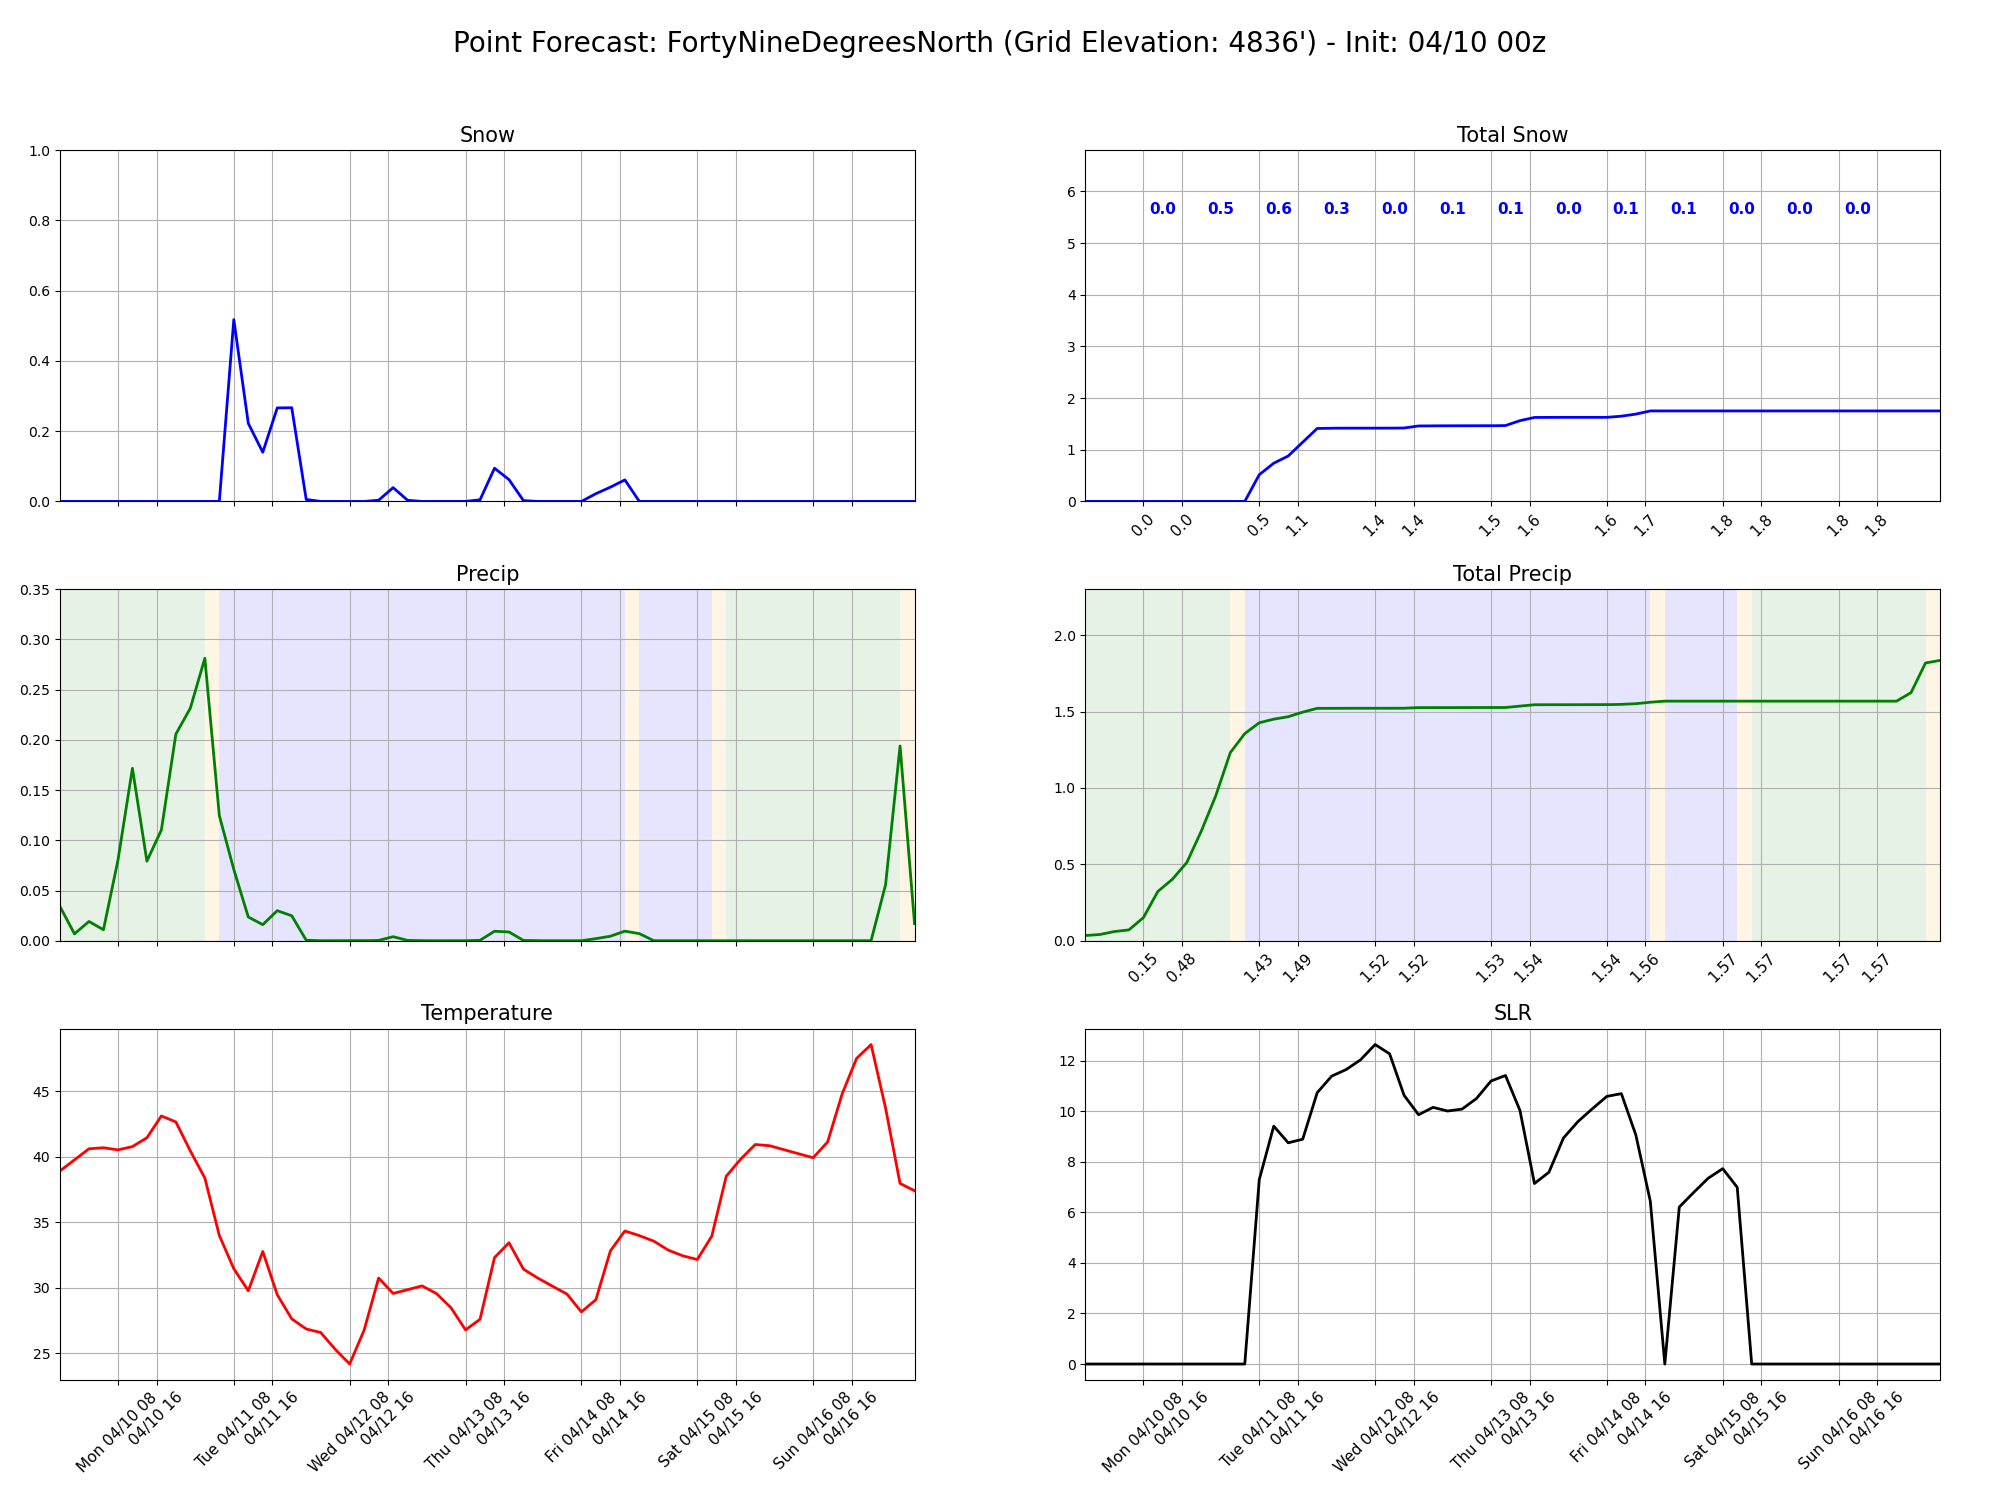 Point Forecast: FortyNineDegreesNorth (Grid Elevation: 4836') - Init: 04/10 00z
Snow
1.0
0.8
0.6
0.4
0.2
0.0
Total Snow
6
5
4
3
2
1
0
0.0 0.5 0.6 0.3 0.0 0.1 0.1 0.0 0.1 0.1 0.0 0.0 0.0
0.0 0.0 0.5 1.1 1.4 1.4 1.5 1.6 1.6 1.7 1.8 1.8 1.8 1.8
Precip
0.35
0.30
0.25
0.20
0.15
0.10
0.05
0.00
Total Precip
2.0
1.5
1.0
0.5
0.0
0.15 0.48 1.43 1.49 1.52 1.52 1.53 1.54 1.54 1.56 1.57 1.57 1.57 1.57
Temperature
45
40
35
30
25
Mon 04/10 08
04/10 16
Tue 04/11 08
04/11 16
Wed 04/12 08
04/12 16
Thu 04/13 08
04/13 16
Fri 04/14 08
04/14 16
Sat 04/15 08
04/15 16
Sun 04/16 08
04/16 16
SLR
12
10
8
6
4
2
0
Mon 04/10 08
04/10 16
Tue 04/11 08
04/11 16
Wed 04/12 08
04/12 16
Thu 04/13 08
04/13 16
Fri 04/14 08
04/14 16
Sat 04/15 08
04/15 16
Sun 04/16 08
04/16 16